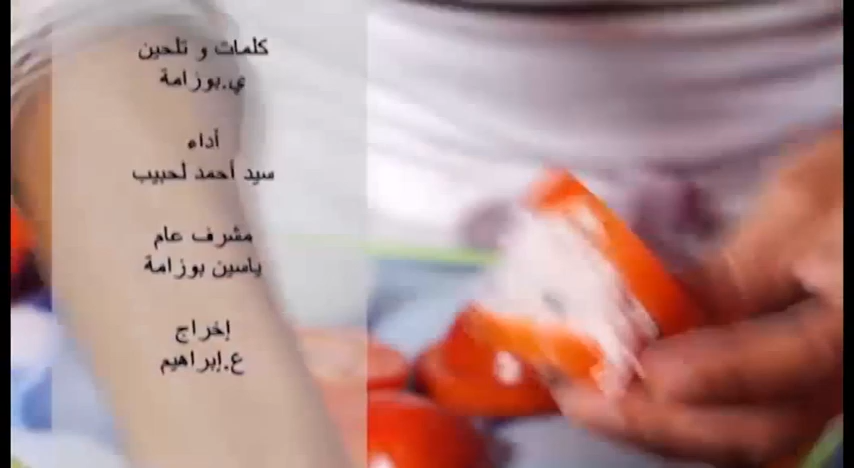 كلمات و تلحين
ي.بوزامة
أداء
سيد أحمد لحبيب
مشرف عام
ياسين بوزامة
إخراج
ع.إبراهيم